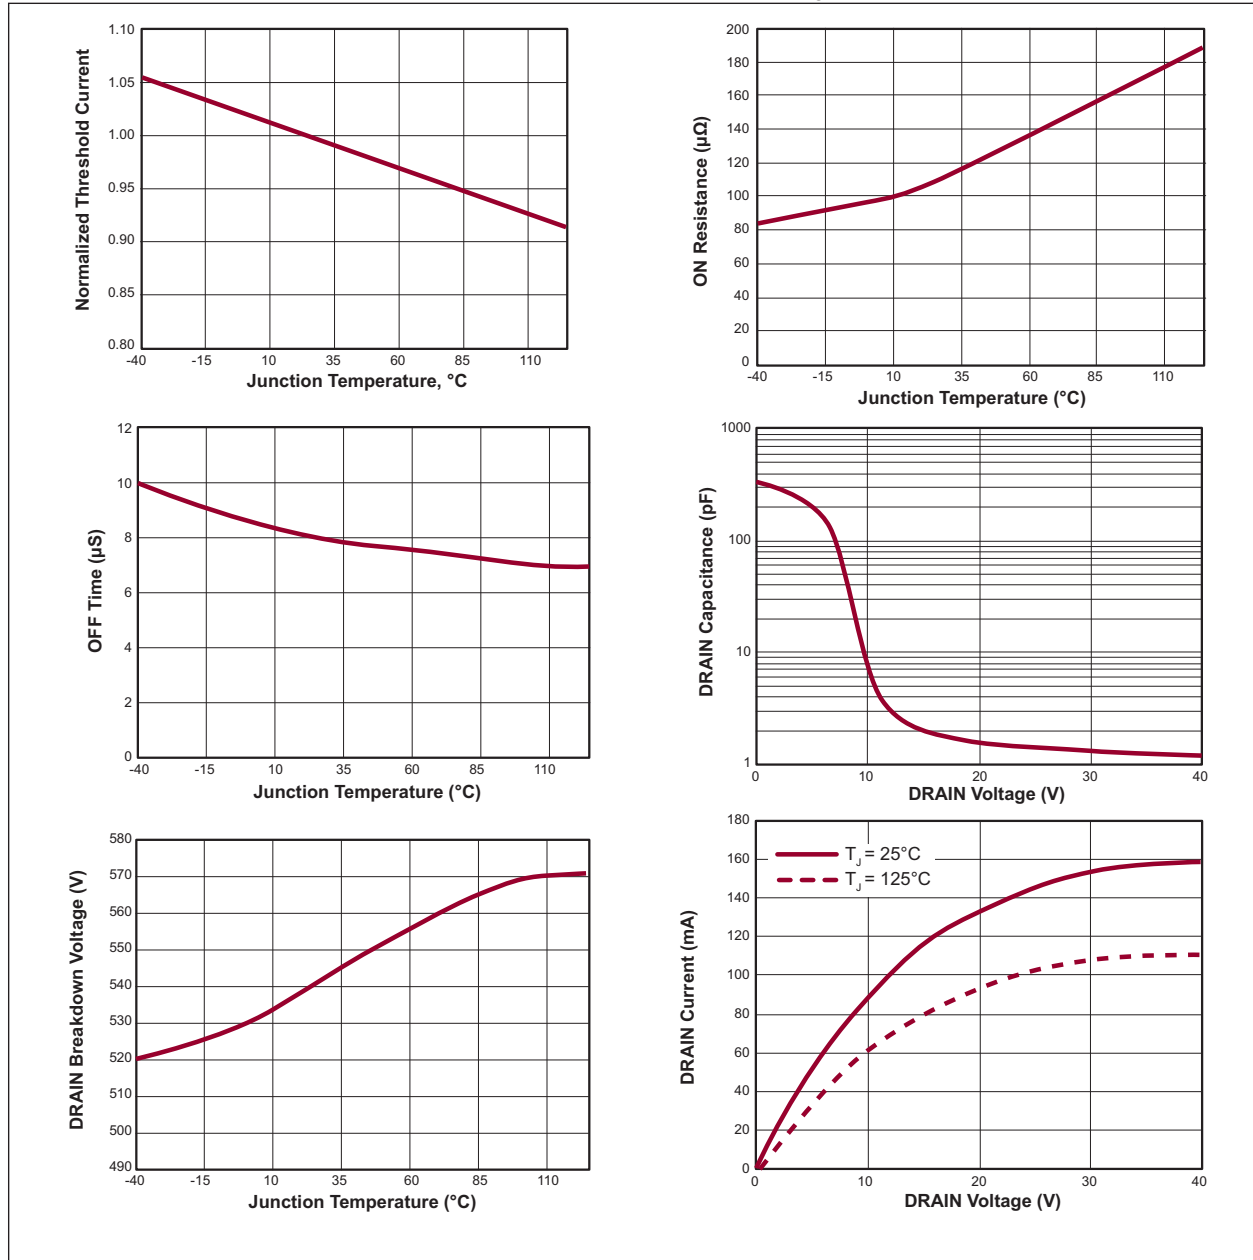 1.10
1.05
1.00
0.95
0.90
0.85
0.80
-40 -15 10 35 60 85 110
Normalized Threshold Current
Junction Temperature, °C
200
180
160
140
120
100
80
60
40
20
0
-40 -15 10 35 60 85 110
ON Resistance (µΩ)
Junction Temperature (°C)
12
10
8
6
4
2
0
-40 -15 10 35 60 85 110
OFF Time (µS)
Junction Temperature (°C)
1000
100
10
1
0 10 20 30 40
DRAIN Capacitance (pF)
DRAIN Voltage (V)
580
570
560
550
540
530
520
510
500
490
-40 -15 10 35 60 85 110
DRAIN Breakdown Voltage (V)
Junction Temperature (°C)
180
160
140
120
100
80
60
40
20
0
0 10 20 30 40
TJ = 25°C
TJ = 125°C
DRAIN Current (mA)
DRAIN Voltage (V)